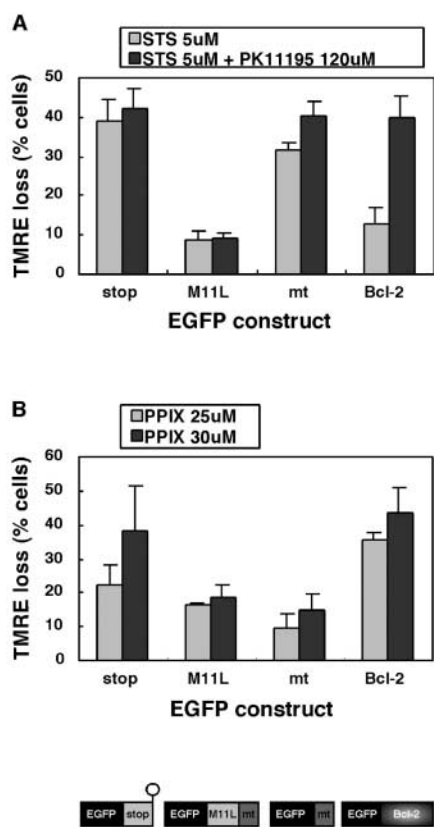 A
STS 5uM
STS 5uM + PK11195 120uM
TMRE loss (% cells)
50
40
30
20
10
0
stop M11L mt Bcl-2
EGFP construct
B
PPIX 25uM
PPIX 30uM
TMRE loss (% cells)
60
50
40
30
20
10
0
stop M11L mt Bcl-2
EGFP construct
EGFP stop EGFP M11L mt EGFP mt EGFP Bcl-2